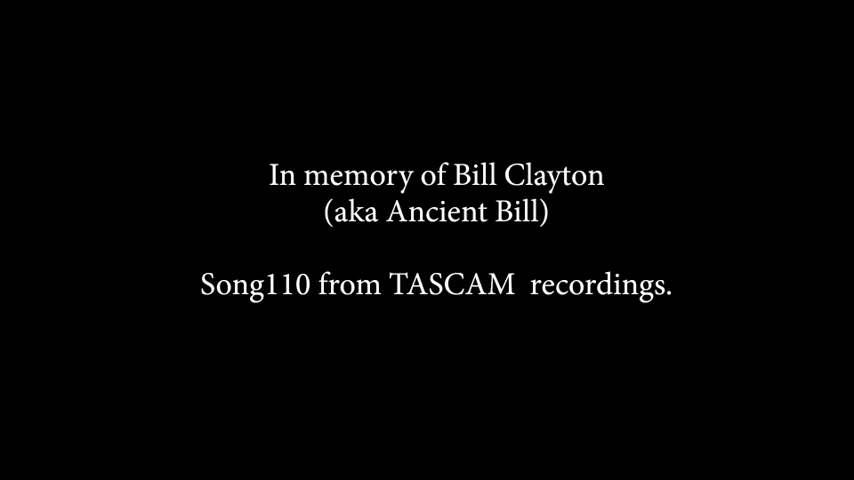 In memory of Bill Clayton
(aka Ancient Bill)
Song110 from TASCAM  recordings.